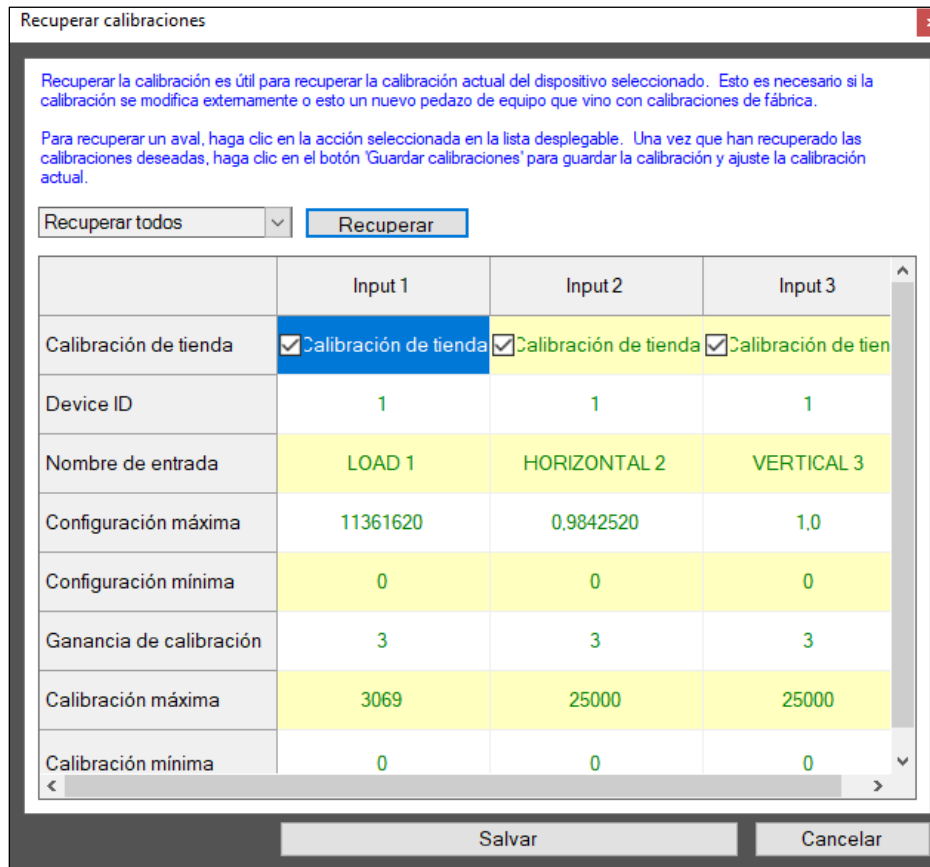 Recuperar calibraciones
Recuperar la calibración es útil para recuperar la calibración actual del dispositivo seleccionado. Esto es necesario si la
calibración se modifica externamente o esto un nuevo pedazo de equipo que vino con calibraciones de fábrica.
Para recuperar un aval, haga clic en la acción seleccionada en la lista desplegable. Una vez que han recuperado las
calibraciones deseadas, haga clic en el botón 'Guardar calibraciones' para guardar la calibración y ajuste la calibración
actual.
Recuperar todos Recuperar
Input 1 Input 2 Input 3
Calibración de tienda Calibración de tienda Calibración de tienda Calibración de tien
Device ID 1 1 1
Nombre de entrada LOAD 1 HORIZONTAL 2 VERTICAL 3
Configuración máxima 11361620 0,9842520 1,0
Configuración mínima 0 0 0
Ganancia de calibración 3 3 3
Calibración máxima 3069 25000 25000
Calibración mínima 0 0 0
Salvar Cancelar